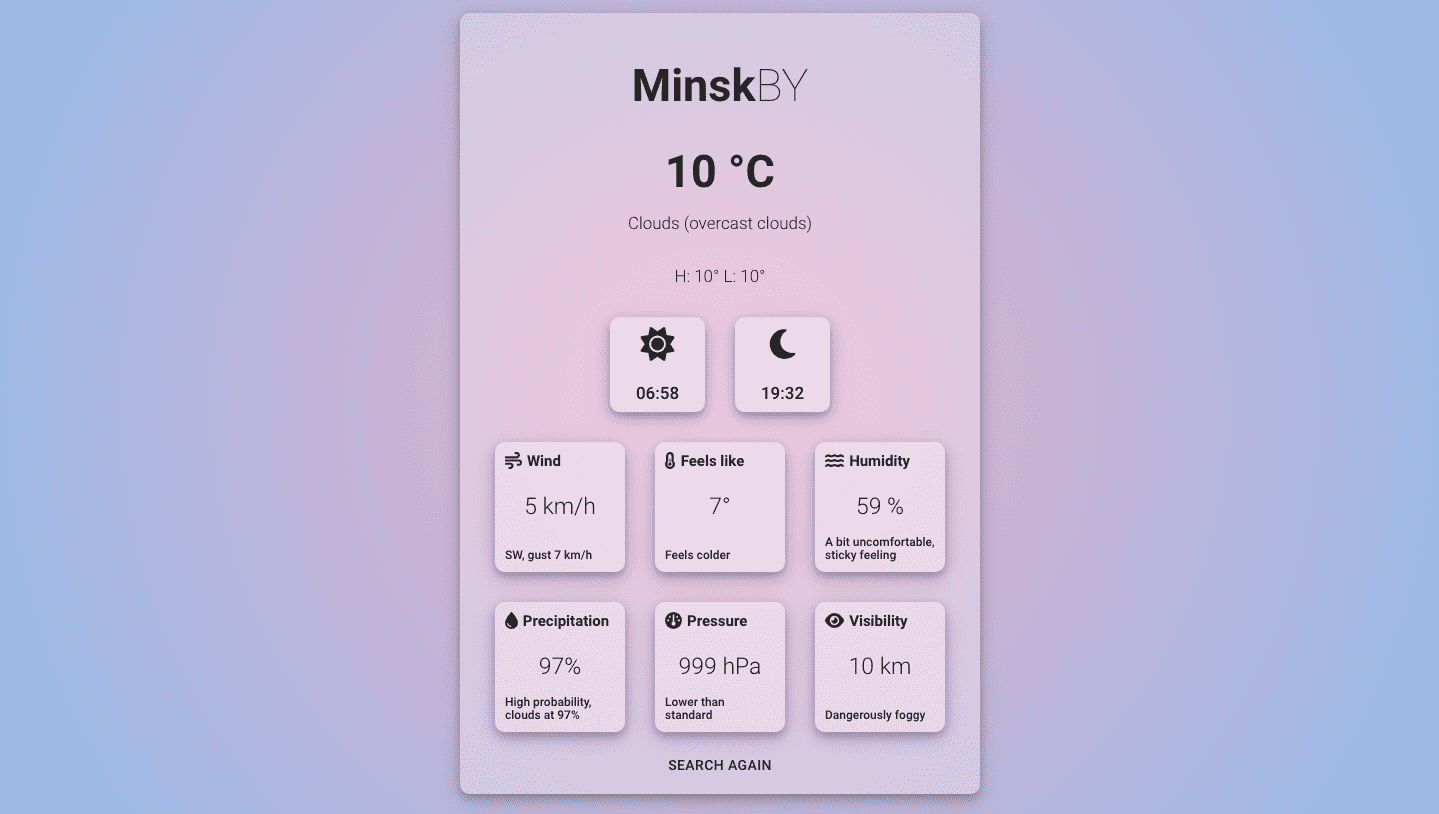 MinskBY
10 °C
Clouds (overcast clouds)
H: 10° L: 10°
06:58
19:32
Wind
5 km/h
SW, gust 7 km/h
Feels like
7°
Feels colder
Humidity
59 %
A bit uncomfortable,
sticky feeling
Precipitation
97%
High probability,
clouds at 97%
Pressure
999 hPa
Lower than
standard
Visibility
10 km
Dangerously foggy
SEARCH AGAIN